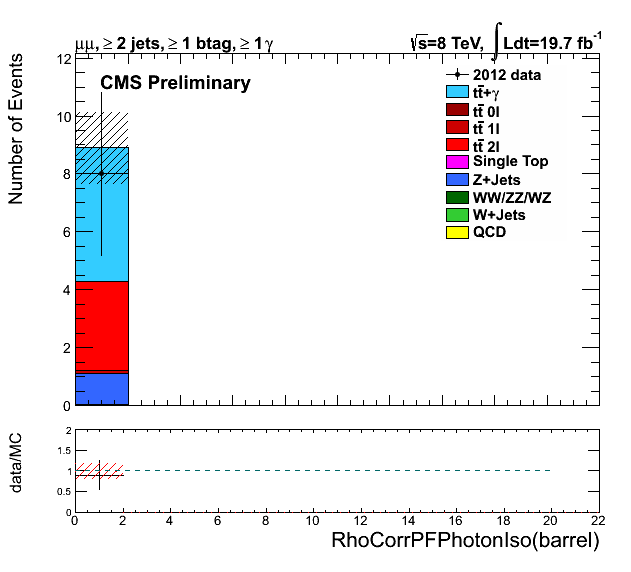 μμ, ≥ 2 jets, ≥ 1 btag, ≥ 1 γ
√s=8 TeV, ∫Ldt=19.7 fb⁻¹
CMS Preliminary
2012 data
tt̅+γ
tt̅ 0l
tt̅ 1l
tt̅ 2l
Single Top
Z+Jets
WW/ZZ/WZ
W+Jets
QCD
Number of Events
12
10
8
6
4
2
0
data/MC
2
1.5
1
0.5
0
0 2 4 6 8 10 12 14 16 18 20 22
RhoCorrPFPhotonIso(barrel)